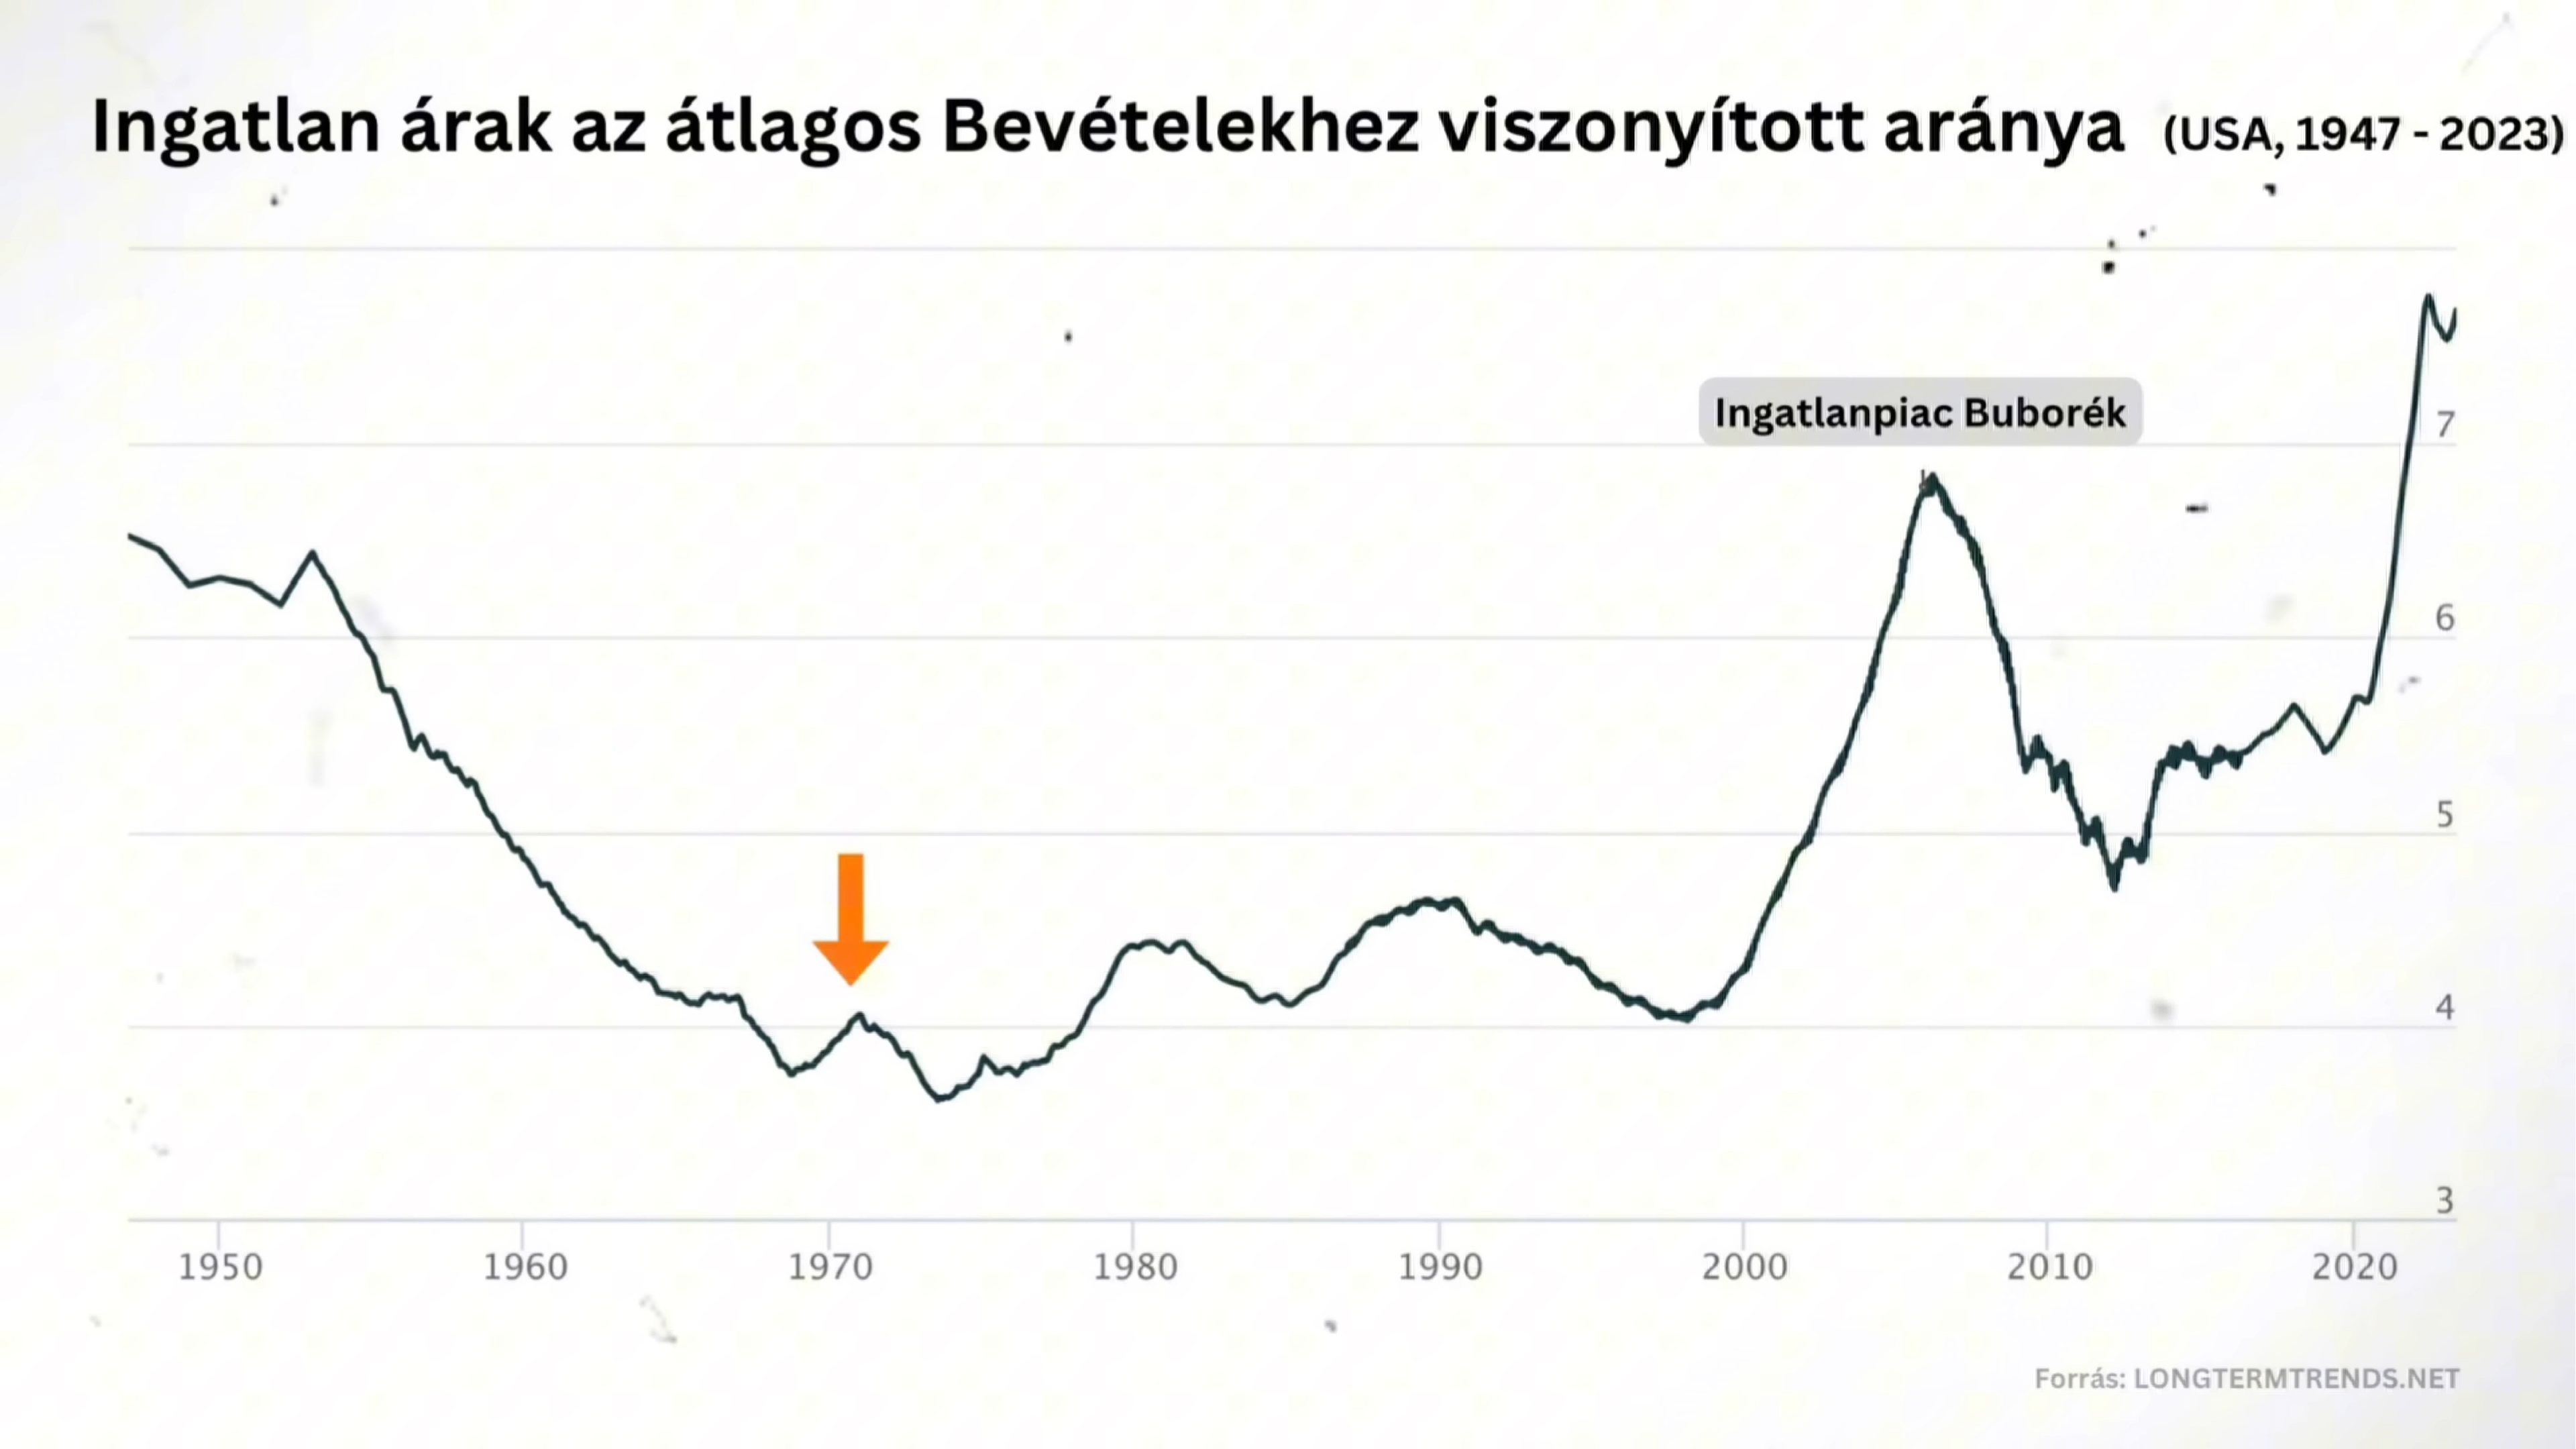 Ingatlan árak az átlagos Bevételekhez viszonyított aránya (USA, 1947 - 2023)
Ingatlanpiac Buborék
7
6
5
4
3
1950 1960 1970 1980 1990 2000 2010 2020
Forrás: LONGTERMTRENDS.NET